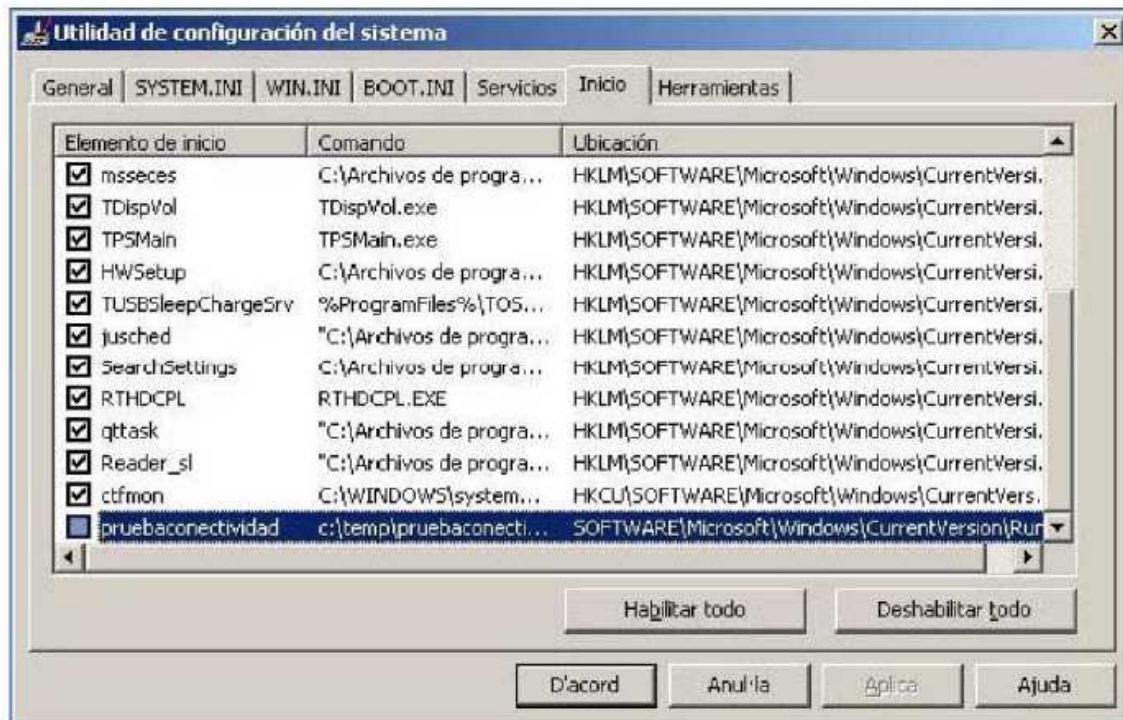 Utilidad de configuración del sistema
General SYSTEM.INI WIN.INI BOOT.INI Servicios Inicio Herramientas
Elemento de inicio Comando Ubicación
msseces C:\Archivos de progra... HKLM\SOFTWARE\Microsoft\Windows\CurrentVersi.
TDispVol TDispVol.exe HKLM\SOFTWARE\Microsoft\Windows\CurrentVersi.
TPSMain TPSMain.exe HKLM\SOFTWARE\Microsoft\Windows\CurrentVersi.
HWSetup C:\Archivos de progra... HKLM\SOFTWARE\Microsoft\Windows\CurrentVersi.
TUSBSleepChargeSrv %ProgramFiles%\TOS... HKLM\SOFTWARE\Microsoft\Windows\CurrentVersi.
jusched "C:\Archivos de progra... HKLM\SOFTWARE\Microsoft\Windows\CurrentVersi.
SearchSettings C:\Archivos de progra... HKLM\SOFTWARE\Microsoft\Windows\CurrentVersi.
RTHDCPL RTHDCPL.EXE HKLM\SOFTWARE\Microsoft\Windows\CurrentVersi.
qttask "C:\Archivos de progra... HKLM\SOFTWARE\Microsoft\Windows\CurrentVersi.
Reader_sl "C:\Archivos de progra... HKLM\SOFTWARE\Microsoft\Windows\CurrentVersi.
ctfmon C:\WINDOWS\system... HKCU\SOFTWARE\Microsoft\Windows\CurrentVers.
pruebaconectividad c:\temp\pruebaconecti... SOFTWARE\Microsoft\Windows\CurrentVersion\Run
Habilitar todo Deshabilitar todo
D'acord Anul·la Aplica Ajuda